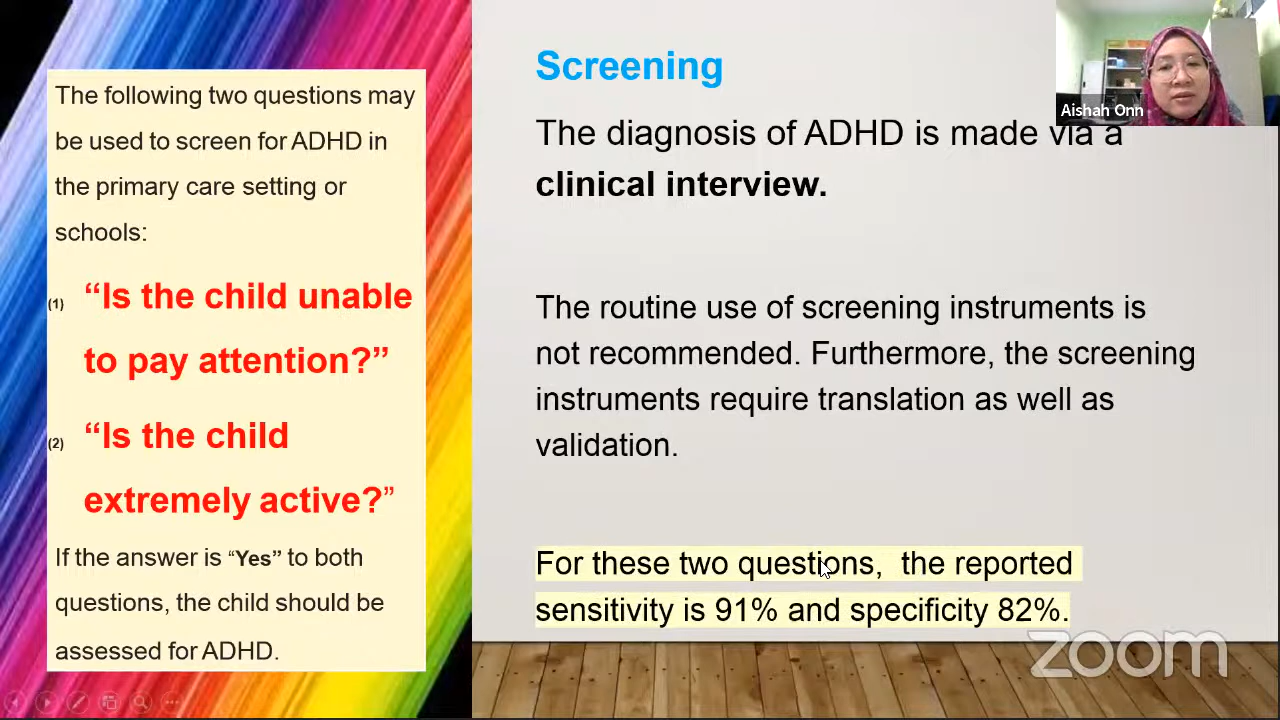 The following two questions may
be used to screen for ADHD in
the primary care setting or
schools:
(1) “Is the child unable
to pay attention?”
(2) “Is the child
extremely active?”
If the answer is “Yes” to both
questions, the child should be
assessed for ADHD.
Screening
The diagnosis of ADHD is made via a
clinical interview.
The routine use of screening instruments is
not recommended. Furthermore, the screening
instruments require translation as well as
validation.
For these two questions, the reported
sensitivity is 91% and specificity 82%.
Aishah Onn
zoom